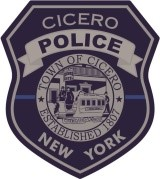 CICERO
POLICE
TOWN OF CICERO
ESTABLISHED 1807
NEW YORK